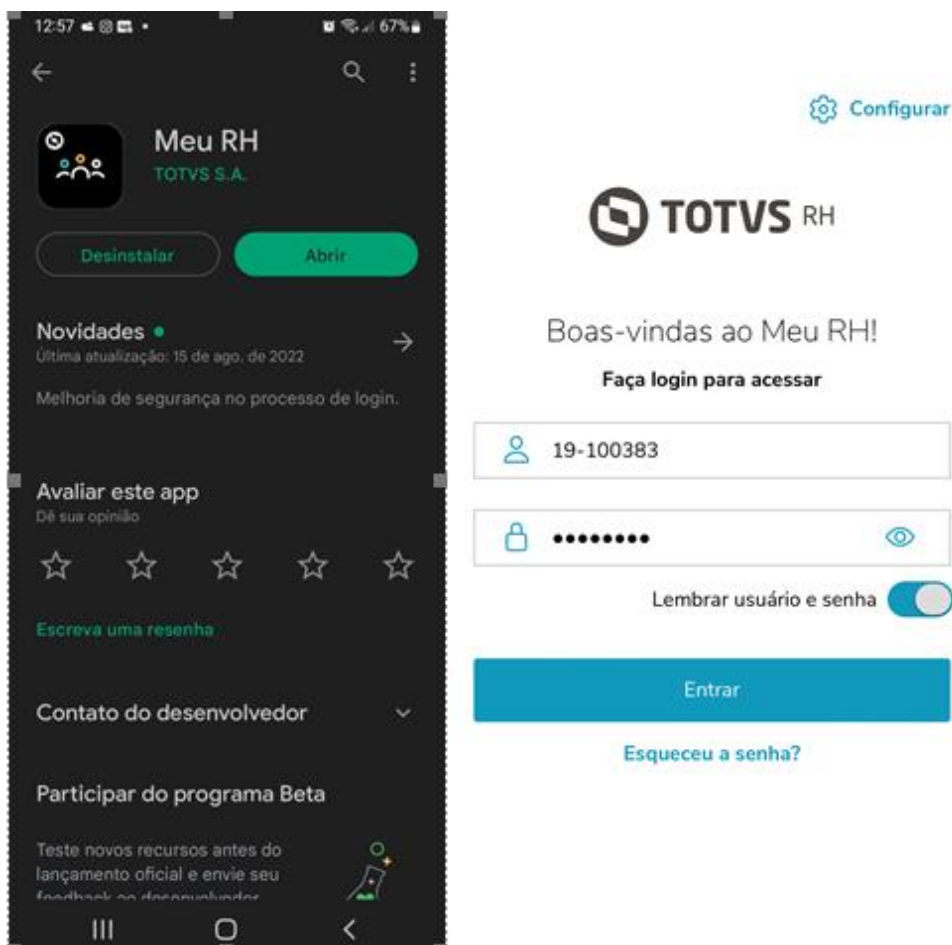 12:57
67%
Meu RH
TOTVS S.A.
Desinstalar
Abrir
Novidades
Última atualização: 15 de ago. de 2022
Melhoria de segurança no processo de login.
Avaliar este app
Dê sua opinião
Escreva uma resenha
Contato do desenvolvedor
Participar do programa Beta
Teste novos recursos antes do
lançamento oficial e envie seu
feedback ao desenvolvedor
Configurar
TOTVS RH
Boas-vindas ao Meu RH!
Faça login para acessar
19-100383
Lembrar usuário e senha
Entrar
Esqueceu a senha?